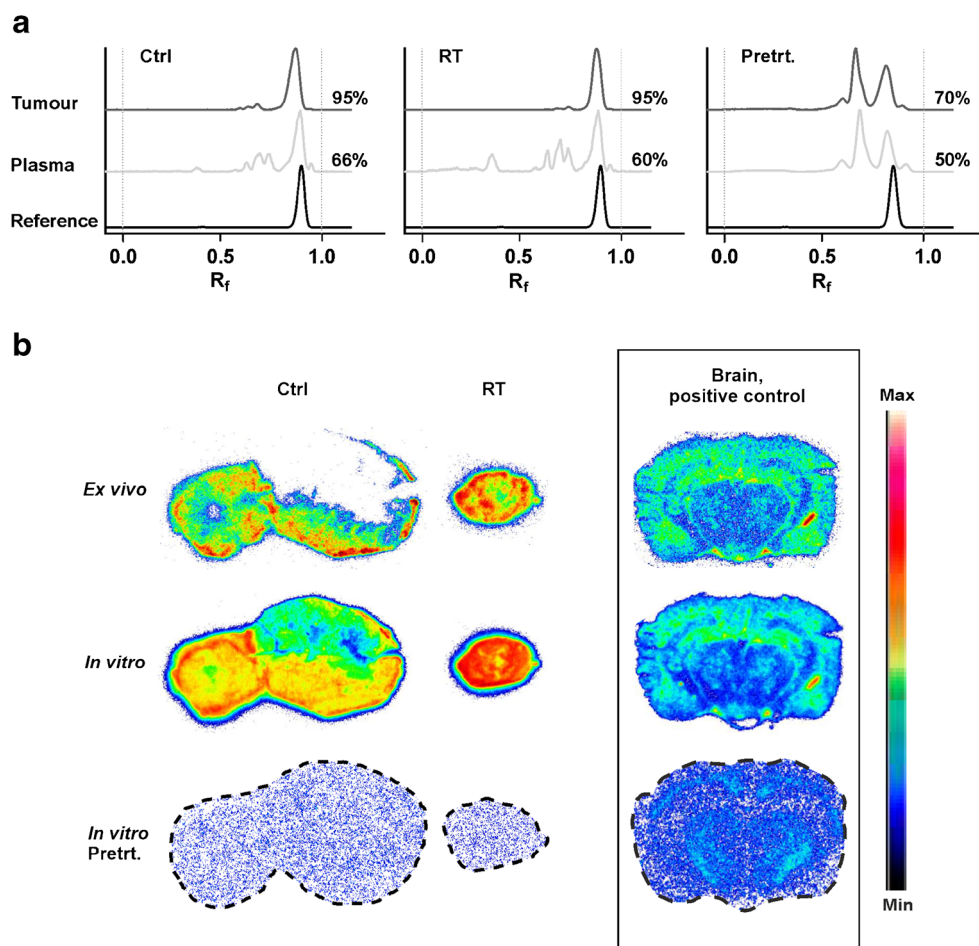 a
Ctrl
RT
Pretrt.
Tumour
95%
95%
70%
Plasma
66%
60%
50%
Reference
0.0
0.5
1.0
0.0
0.5
1.0
0.0
0.5
1.0
Rf
Rf
Rf
b
Ctrl
RT
Brain,
positive control
Max
Ex vivo
In vitro
In vitro
Pretrt.
Min